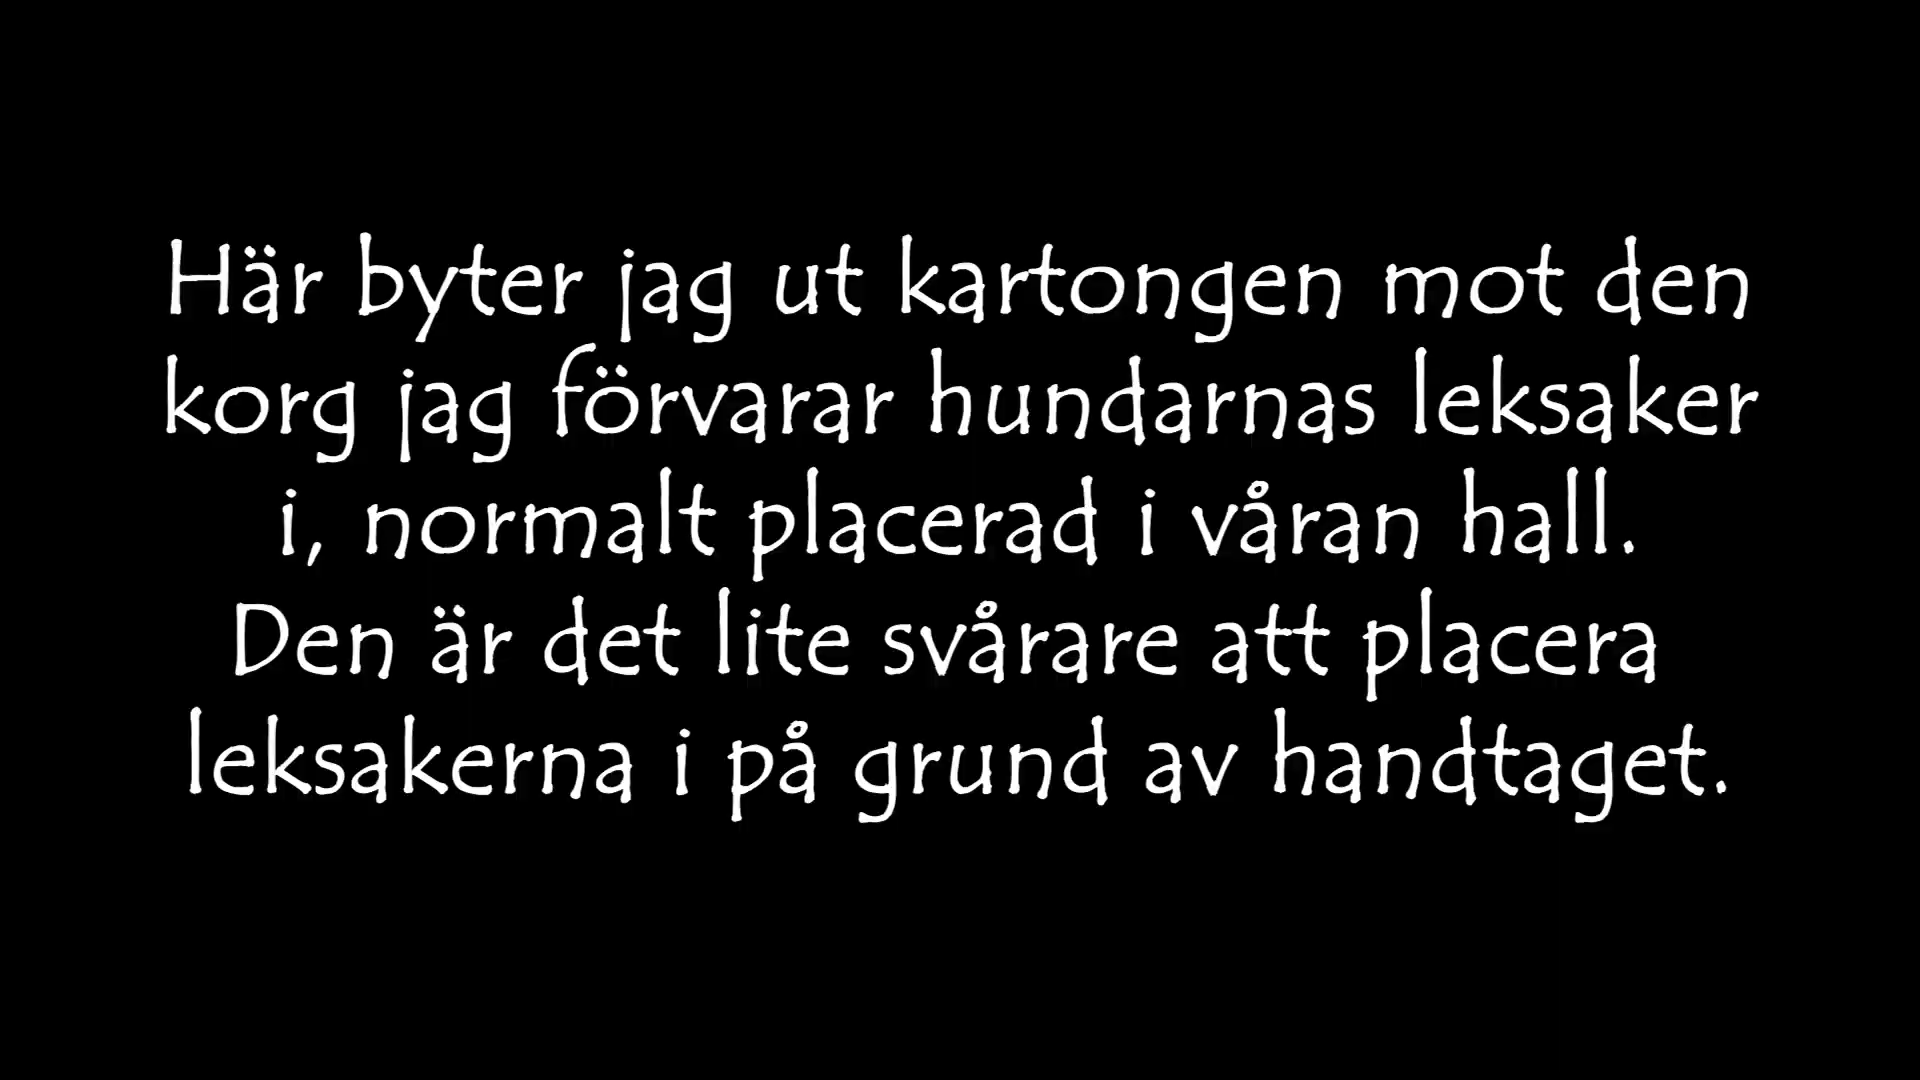 Här byter jag ut kartongen mot den
korg jag förvarar hundarnas leksaker
i, normalt placerad i våran hall.
Den är det lite svårare att placera
leksakerna i på grund av handtaget.